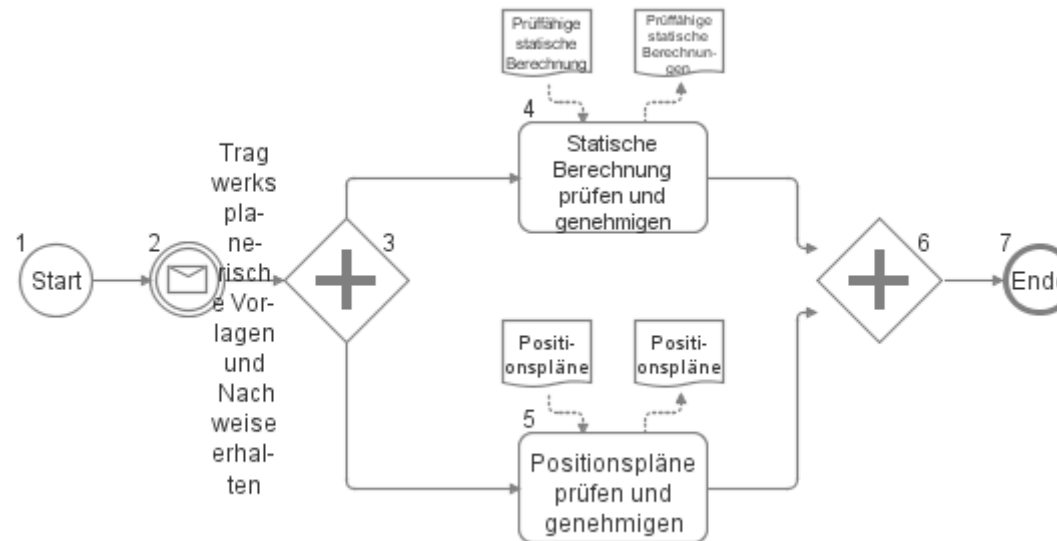 Prüffähige
statische
Berechnung
Prüffähige
statische
Berechnun-
gen
4
Statische
Berechnung
prüfen und
genehmigen
1
Start
2
Trag
werks
pla-
ne-
risch
e Vor-
lagen
und
Nach
weise
erhal-
ten
3
6
7
Ende
Positi-
onspläne
Positi-
onspläne
5
Positionspläne
prüfen und
genehmigen